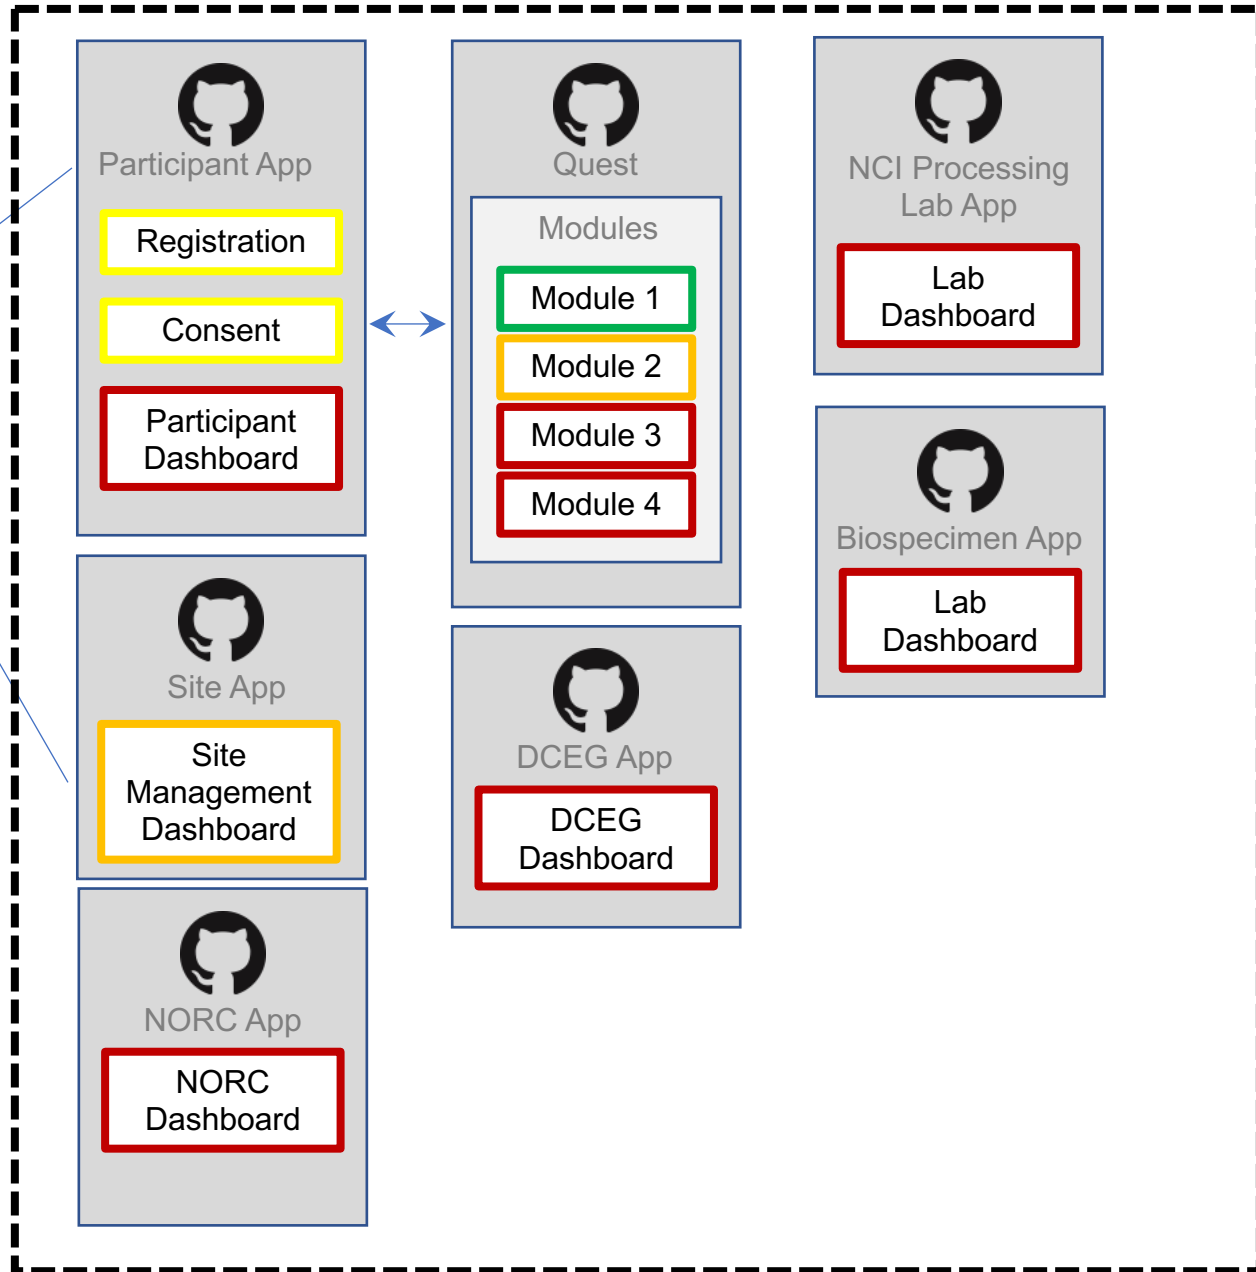 Participant App
Registration
Consent
Participant
Dashboard
Quest
Modules
Module 1
Module 2
Module 3
Module 4
NCI Processing
Lab App
Lab
Dashboard
Biospecimen App
Lab
Dashboard
Site App
Site
Management
Dashboard
DCEG App
DCEG
Dashboard
NORC App
NORC
Dashboard